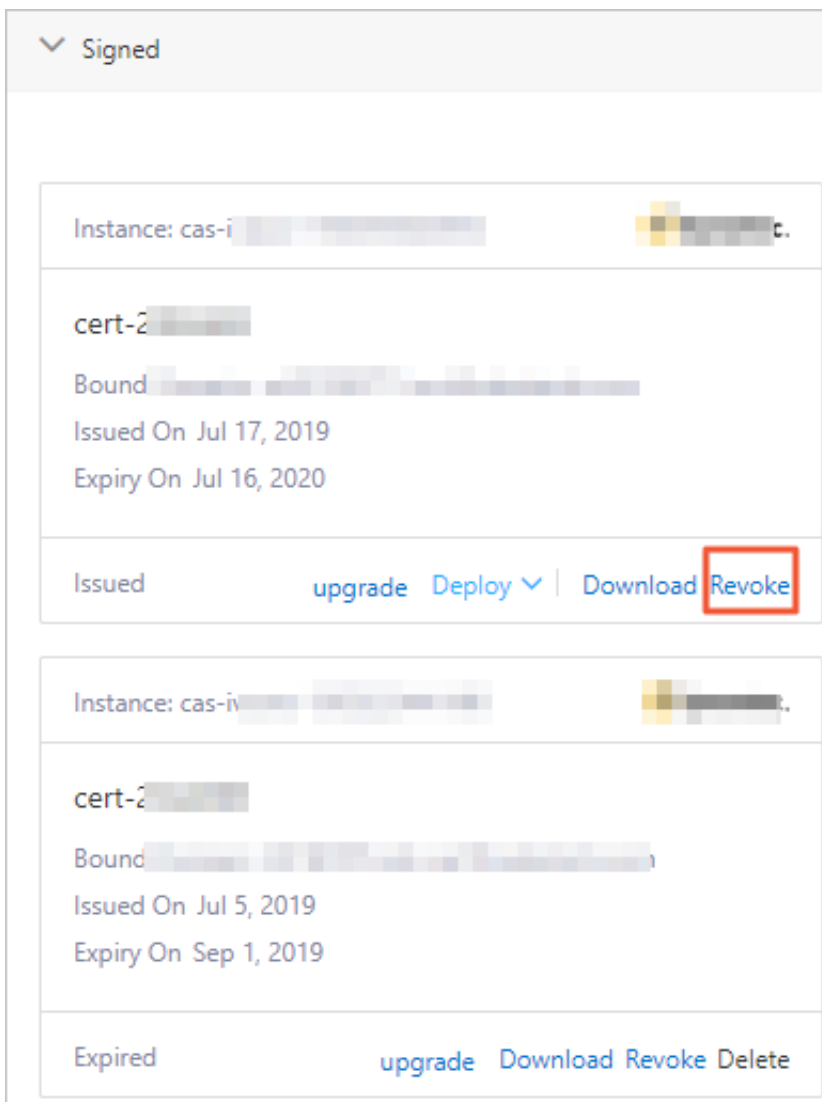 Signed
Instance: cas-i
cert-2
Bound
Issued On Jul 17, 2019
Expiry On Jul 16, 2020
Issued upgrade Deploy Download Revoke
Instance: cas-iv
cert-2
Bound
Issued On Jul 5, 2019
Expiry On Sep 1, 2019
Expired upgrade Download Revoke Delete